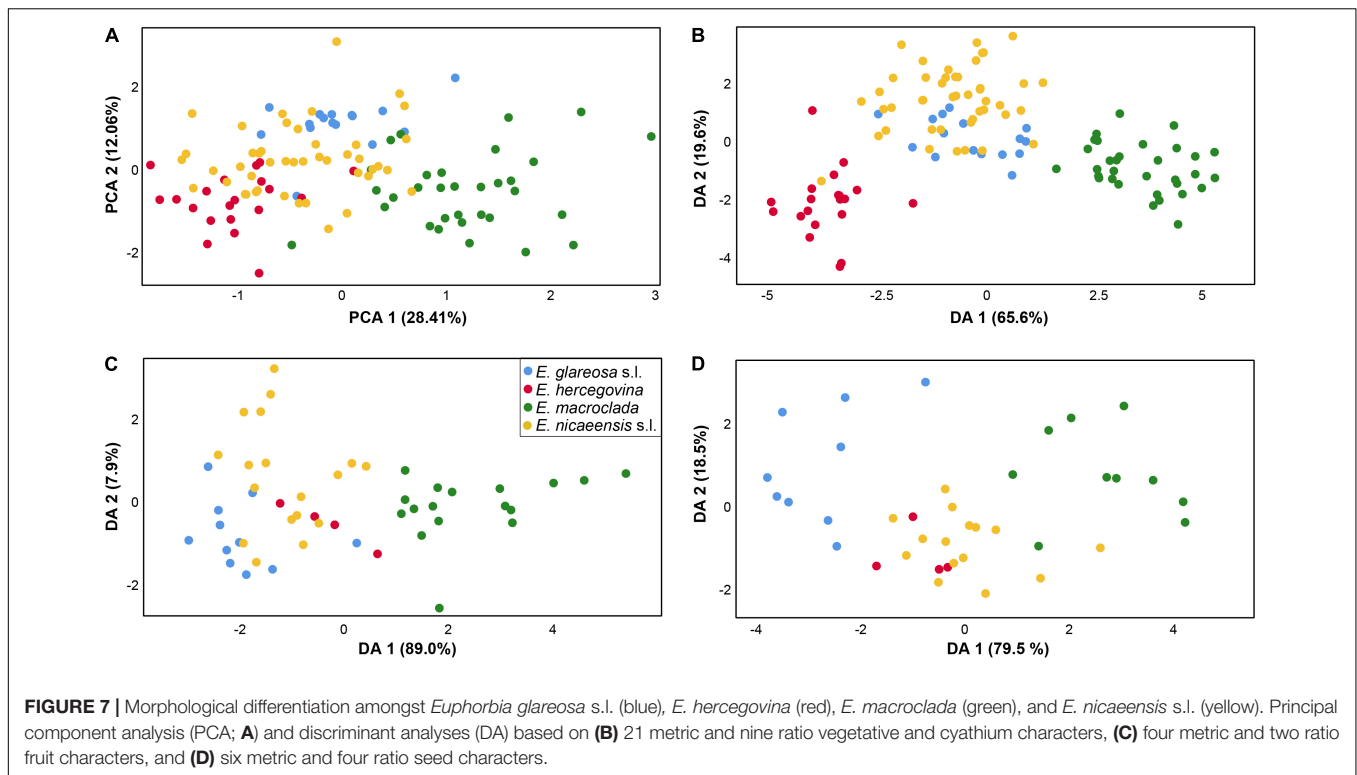 A
PCA 2 (12.06%)
2
0
-2
-1
0
1
2
3
PCA 1 (28.41%)
B
DA 2 (19.6%)
2
0
-2
-4
-5
-2.5
0
2.5
5
DA 1 (65.6%)
C
DA 2 (7.9%)
2
0
-2
-2
0
2
4
DA 1 (89.0%)
E. glareosa s.l.
E. hercegovina
E. macroclada
E. nicaeensis s.l.
D
DA 2 (18.5%)
2
0
-2
-4
-2
0
2
4
DA 1 (79.5 %)
FIGURE 7 | Morphological differentiation amongst Euphorbia glareosa s.l. (blue), E. hercegovina (red), E. macroclada (green), and E. nicaeensis s.l. (yellow). Principal
component analysis (PCA; A) and discriminant analyses (DA) based on (B) 21 metric and nine ratio vegetative and cyathium characters, (C) four metric and two ratio
fruit characters, and (D) six metric and four ratio seed characters.